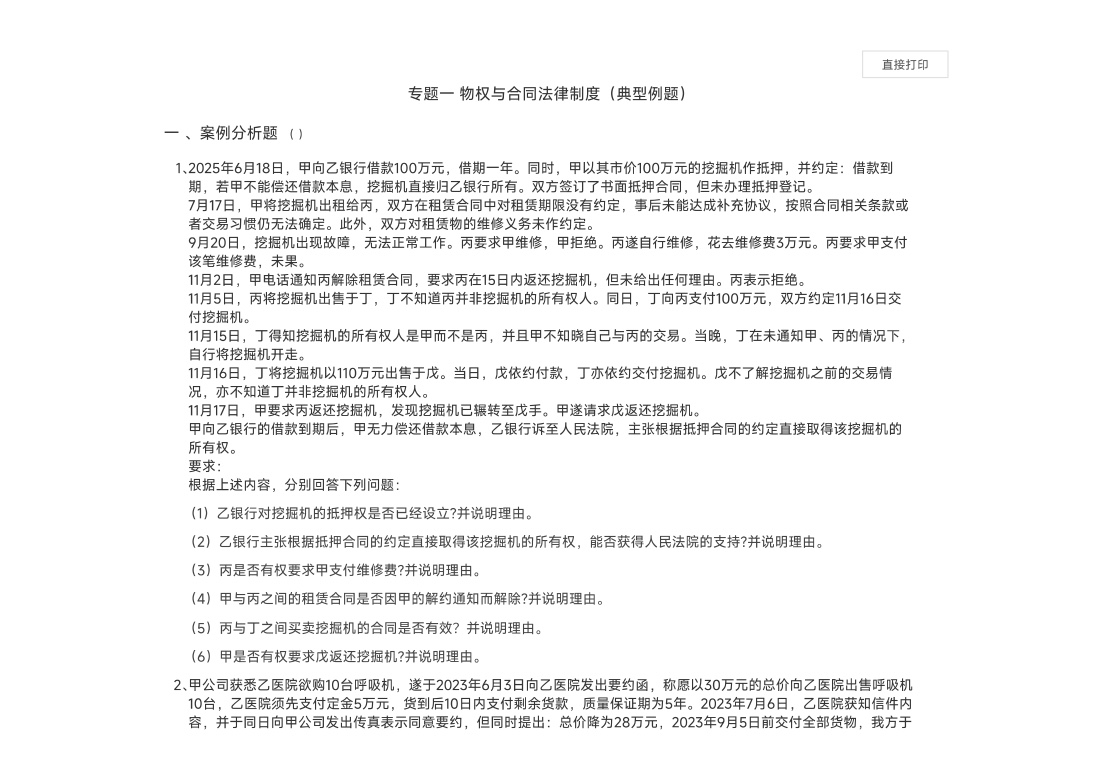 直接打印
专题一 物权与合同法律制度（典型例题）
一 、案例分析题 （ ）
1、2025年6月18日，甲向乙银行借款100万元，借期一年。同时，甲以其市价100万元的挖掘机作抵押，并约定：借款到
期，若甲不能偿还借款本息，挖掘机直接归乙银行所有。双方签订了书面抵押合同，但未办理抵押登记。
7月17日，甲将挖掘机出租给丙，双方在租赁合同中对租赁期限没有约定，事后未能达成补充协议，按照合同相关条款或
者交易习惯仍无法确定。此外，双方对租赁物的维修义务未作约定。
9月20日，挖掘机出现故障，无法正常工作。丙要求甲维修，甲拒绝。丙遂自行维修，花去维修费3万元。丙要求甲支付
该笔维修费，未果。
11月2日，甲电话通知丙解除租赁合同，要求丙在15日内返还挖掘机，但未给出任何理由。丙表示拒绝。
11月5日，丙将挖掘机出售于丁，丁不知道丙并非挖掘机的所有权人。同日，丁向丙支付100万元，双方约定11月16日交
付挖掘机。
11月15日，丁得知挖掘机的所有权人是甲而不是丙，并且甲不知晓自己与丙的交易。当晚，丁在未通知甲、丙的情况下，
自行将挖掘机开走。
11月16日，丁将挖掘机以110万元出售于戊。当日，戊依约付款，丁亦依约交付挖掘机。戊不了解挖掘机之前的交易情
况，亦不知道丁并非挖掘机的所有权人。
11月17日，甲要求丙返还挖掘机，发现挖掘机已辗转至戊手。甲遂请求戊返还挖掘机。
甲向乙银行的借款到期后，甲无力偿还借款本息，乙银行诉至人民法院，主张根据抵押合同的约定直接取得该挖掘机的
所有权。
要求：
根据上述内容，分别回答下列问题：
（1）乙银行对挖掘机的抵押权是否已经设立?并说明理由。
（2）乙银行主张根据抵押合同的约定直接取得该挖掘机的所有权，能否获得人民法院的支持?并说明理由。
（3）丙是否有权要求甲支付维修费?并说明理由。
（4）甲与丙之间的租赁合同是否因甲的解约通知而解除?并说明理由。
（5）丙与丁之间买卖挖掘机的合同是否有效？并说明理由。
（6）甲是否有权要求戊返还挖掘机?并说明理由。
2、甲公司获悉乙医院欲购10台呼吸机，遂于2023年6月3日向乙医院发出要约函，称愿以30万元的总价向乙医院出售呼吸机
10台，乙医院须先支付定金5万元，货到后10日内支付剩余货款，质量保证期为5年。2023年7月6日，乙医院获知信件内
容，并于同日向甲公司发出传真表示同意要约，但同时提出：总价降为28万元，2023年9月5日前交付全部货物，我方于